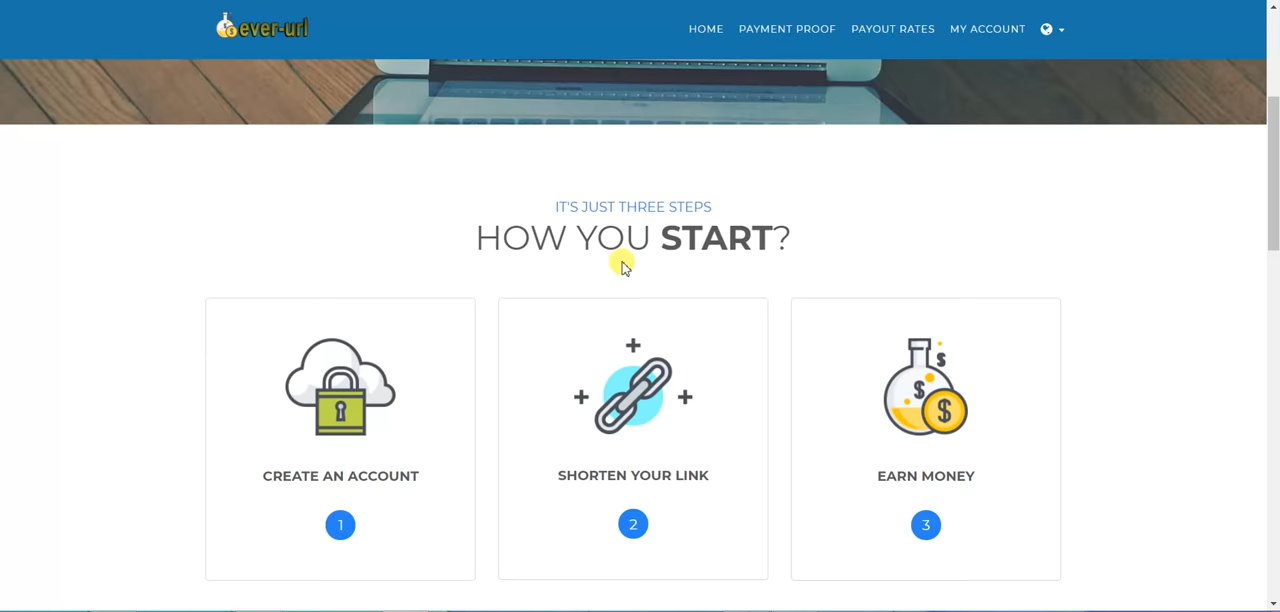 ever-url
HOME PAYMENT PROOF PAYOUT RATES MY ACCOUNT
IT'S JUST THREE STEPS
HOW YOU START?
CREATE AN ACCOUNT
1
SHORTEN YOUR LINK
2
EARN MONEY
3